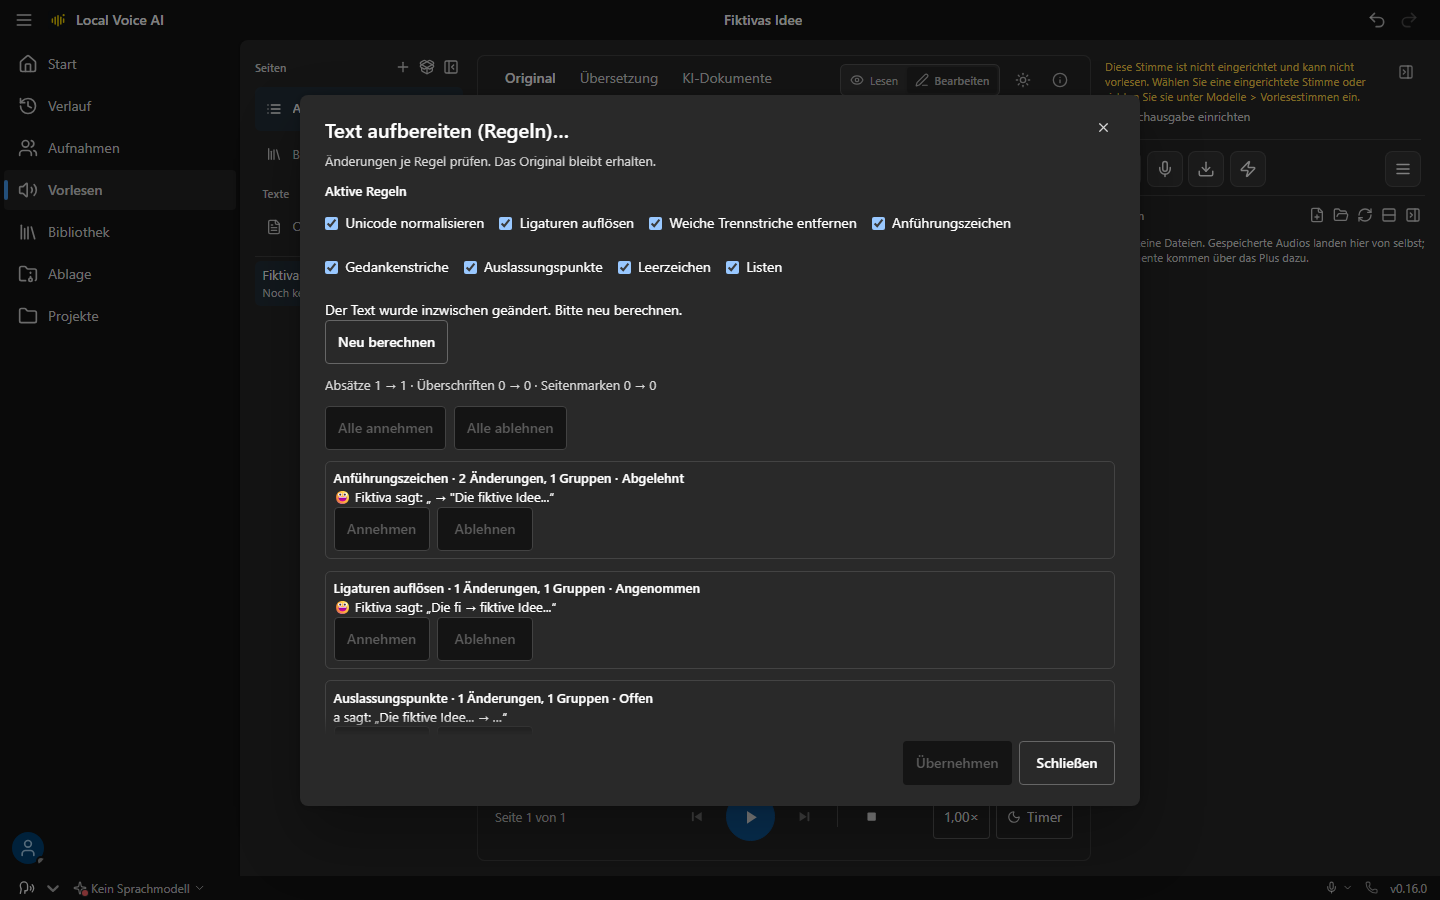 Local Voice AI
Fiktivas Idee
Start
Verlauf
Aufnahmen
Vorlesen
Bibliothek
Ablage
Projekte
Seiten
Texte
Fiktiva
Original
Übersetzung
KI-Dokumente
Lesen
Bearbeiten
Diese Stimme ist nicht eingerichtet und kann nicht
vorlesen. Wählen Sie eine eingerichtete Stimme oder
Sie sie unter Modelle > Vorlesestimmen ein.
einrichten
eine Dateien. Gespeicherte Audios landen hier von selbst;
kommen über das Plus dazu.
Text aufbereiten (Regeln)...
Änderungen je Regel prüfen. Das Original bleibt erhalten.
Aktive Regeln
Unicode normalisieren
Ligaturen auflösen
Weiche Trennstriche entfernen
Anführungszeichen
Gedankenstriche
Auslassungspunkte
Leerzeichen
Listen
Der Text wurde inzwischen geändert. Bitte neu berechnen.
Neu berechnen
Absätze 1 → 1 · Überschriften 0 → 0 · Seitenmarken 0 → 0
Alle annehmen
Alle ablehnen
Anführungszeichen · 2 Änderungen, 1 Gruppen · Abgelehnt
😀 Fiktiva sagt: „ → "Die fiktive Idee…“
Annehmen
Ablehnen
Ligaturen auflösen · 1 Änderungen, 1 Gruppen · Angenommen
😀 Fiktiva sagt: „Die ﬁ → fiktive Idee…“
Annehmen
Ablehnen
Auslassungspunkte · 1 Änderungen, 1 Gruppen · Offen
a sagt: „Die fiktive Idee… → ...“
Übernehmen
Schließen
Seite 1 von 1
1,00×
Timer
Kein Sprachmodell
v0.16.0